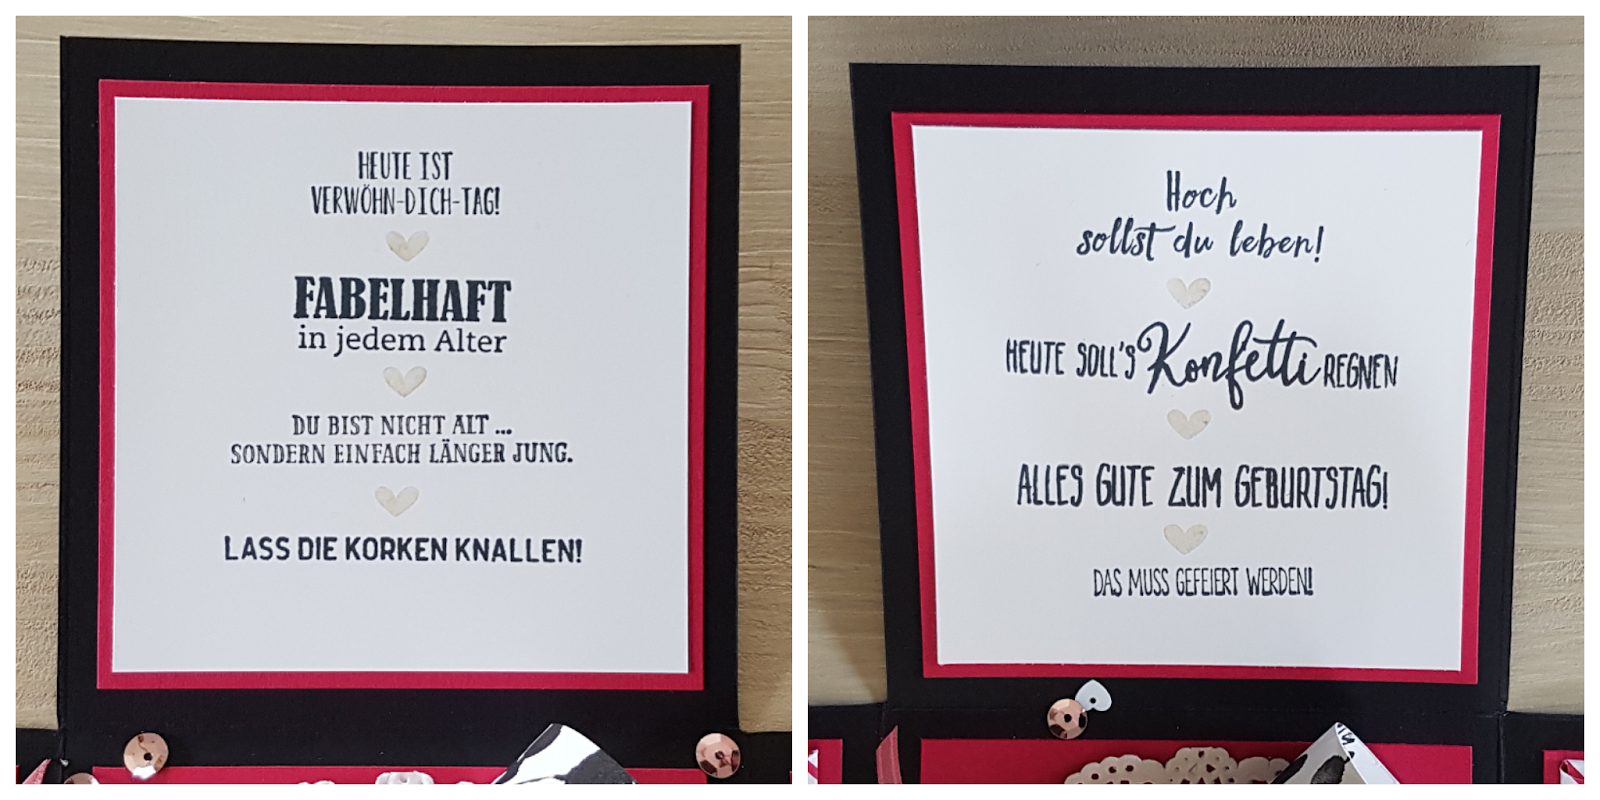 HEUTE IST
VERWÖHN-DICH-TAG!
FABELHAFT
in jedem Alter
DU BIST NICHT ALT ...
SONDERN EINFACH LÄNGER JUNG.
LASS DIE KORKEN KNALLEN!
Hoch
sollst du leben!
HEUTE SOLL'S Konfetti REGNEN
ALLES GUTE ZUM GEBURTSTAG!
DAS MUSS GEFEIERT WERDEN!